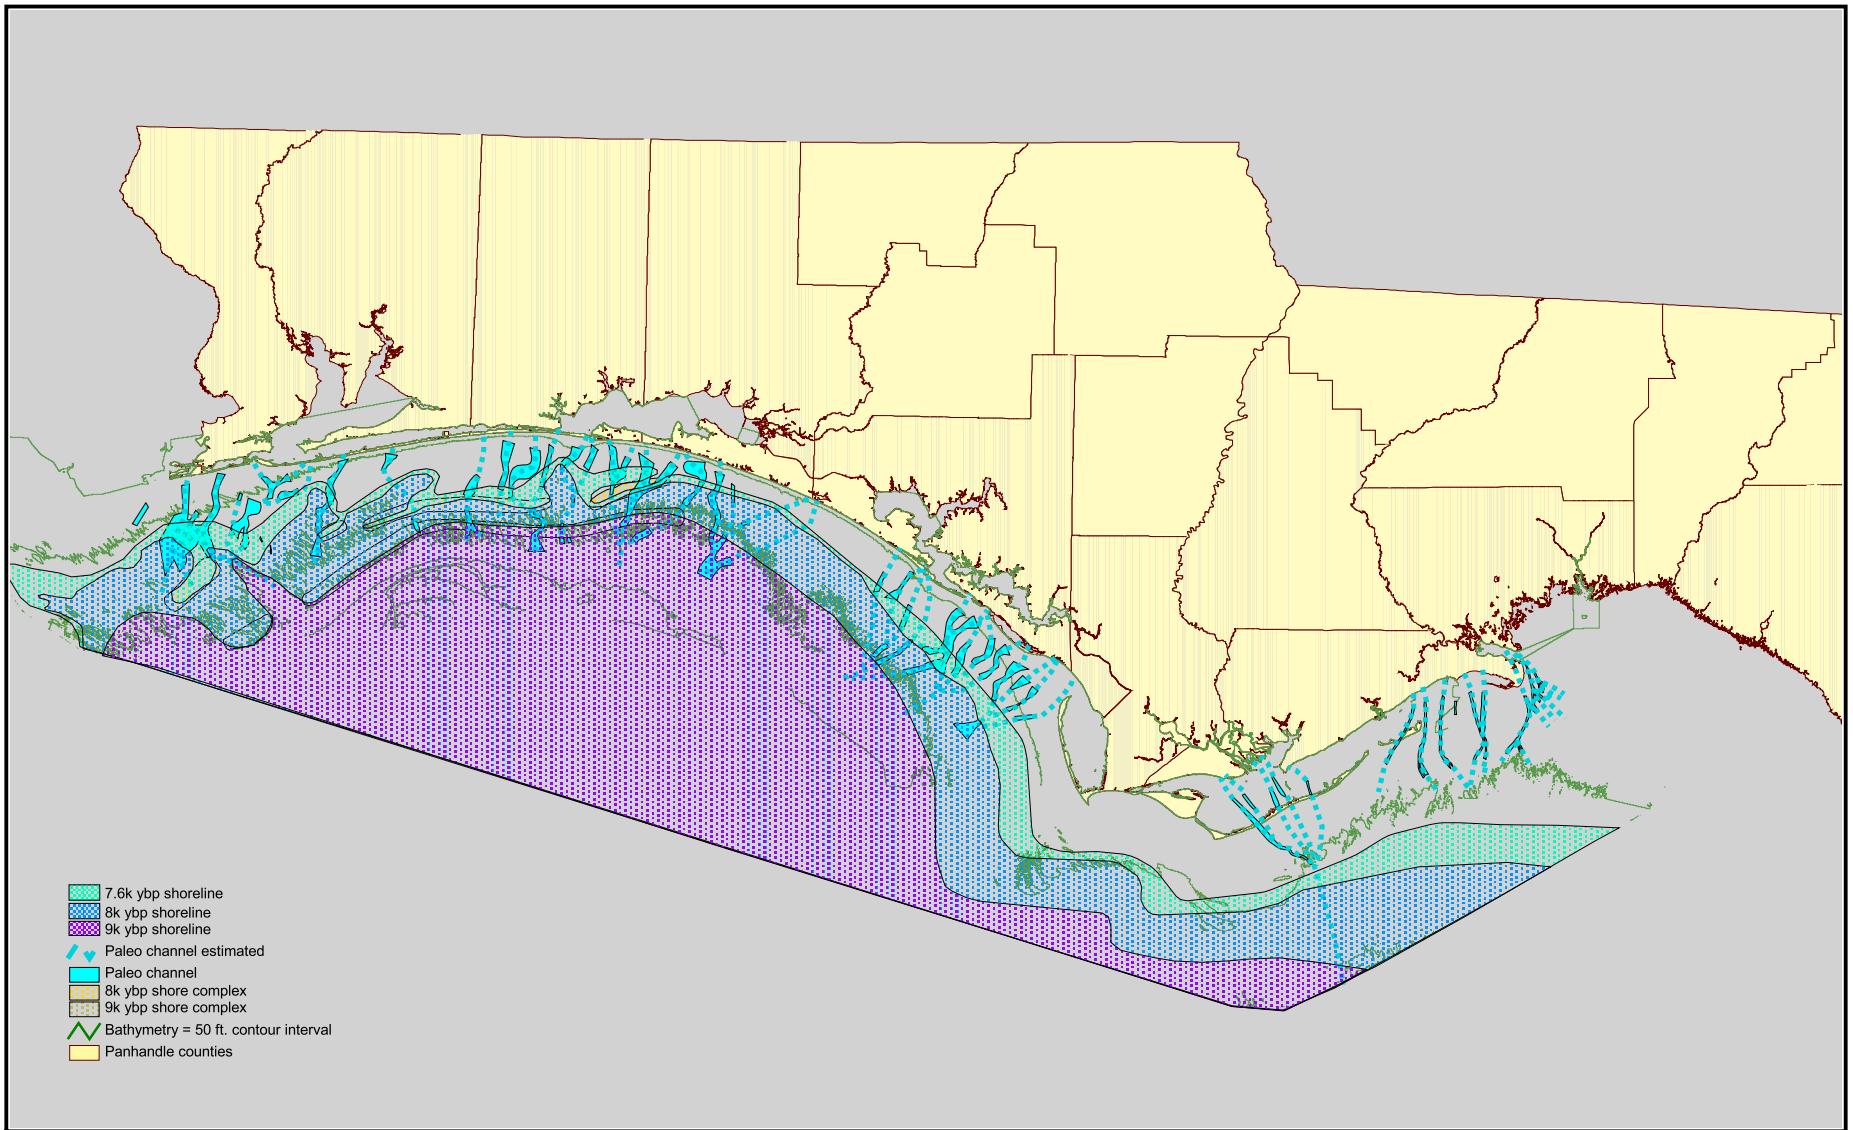 7.6k ybp shoreline
8k ybp shoreline
9k ybp shoreline
Paleo channel estimated
Paleo channel
8k ybp shore complex
9k ybp shore complex
Bathymetry = 50 ft. contour interval
Panhandle counties